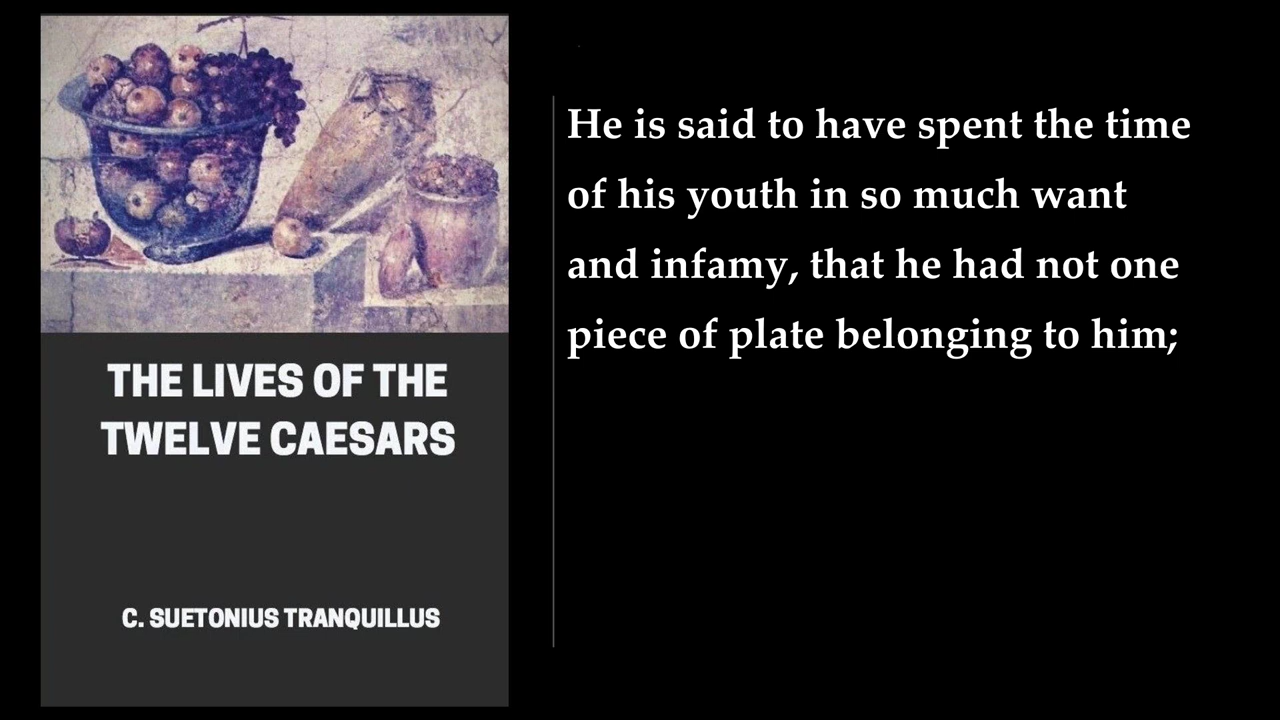 THE LIVES OF THE
TWELVE CAESARS
C. SUETONIUS TRANQUILLUS
He is said to have spent the time
of his youth in so much want
and infamy, that he had not one
piece of plate belonging to him;